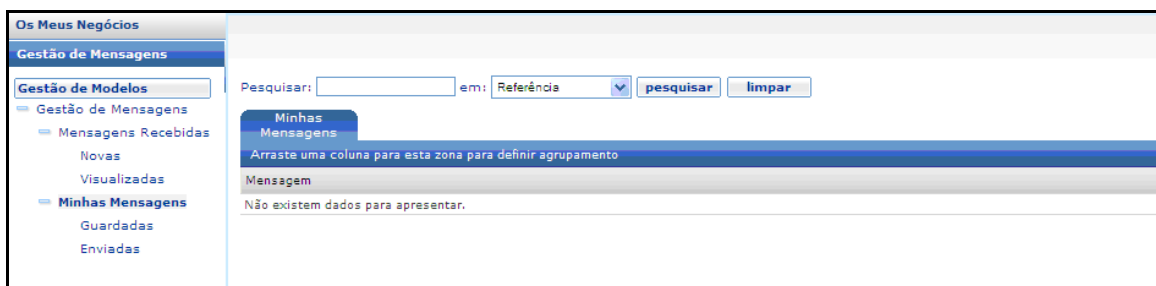 Os Meus Negócios
Gestão de Mensagens
Gestão de Modelos
Gestão de Mensagens
Mensagens Recebidas
Novas
Visualizadas
Minhas Mensagens
Guardadas
Enviadas
Pesquisar: em: Referência pesquisar limpar
Minhas
Mensagens
Arraste uma coluna para esta zona para definir agrupamento
Mensagem
Não existem dados para apresentar.